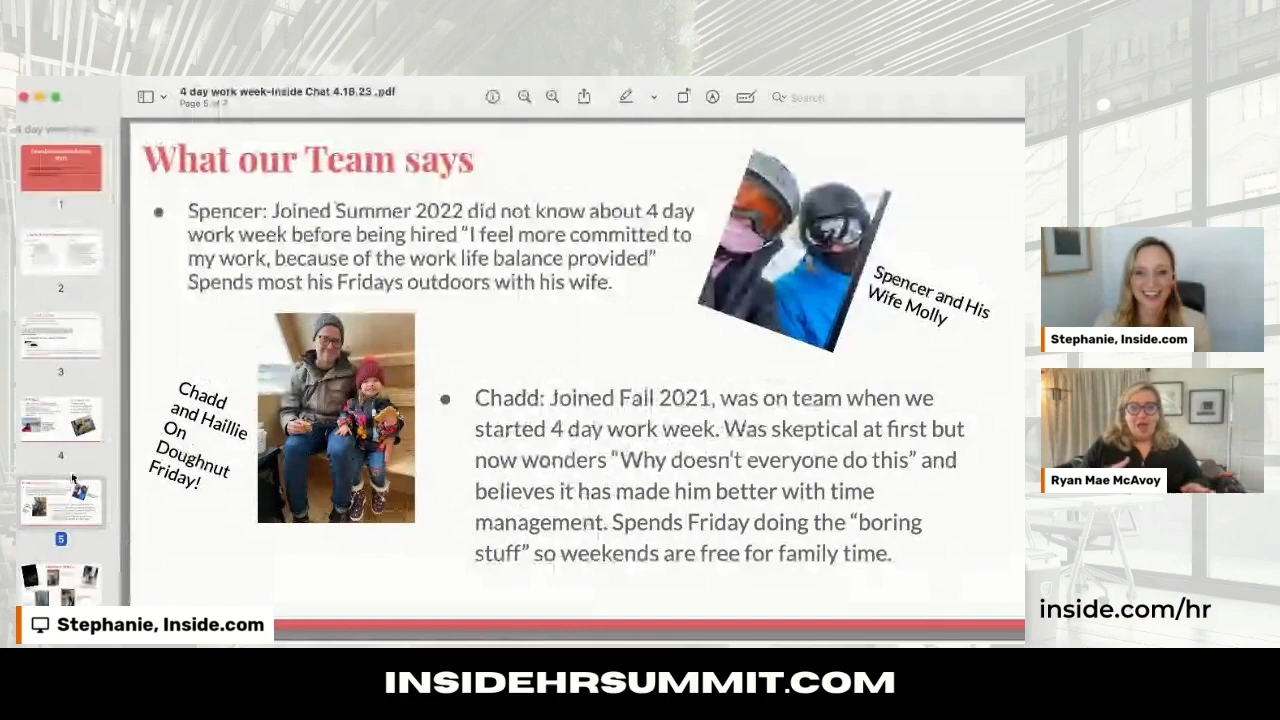 4 day work week-Inside Chat 4.18.23 .pdf
Page 5 of 7
Search
1
2
3
4
5
What our Team says
• Spencer: Joined Summer 2022 did not know about 4 day
work week before being hired “I feel more committed to
my work, because of the work life balance provided”
Spends most his Fridays outdoors with his wife.
Spencer and His
Wife Molly
Chadd
and Haillie
On
Doughnut
Friday!
• Chadd: Joined Fall 2021, was on team when we
started 4 day work week. Was skeptical at first but
now wonders “Why doesn't everyone do this” and
believes it has made him better with time
management. Spends Friday doing the “boring
stuff” so weekends are free for family time.
Stephanie, Inside.com
Ryan Mae McAvoy
Stephanie, Inside.com
inside.com/hr
INSIDEHRSUMMIT.COM